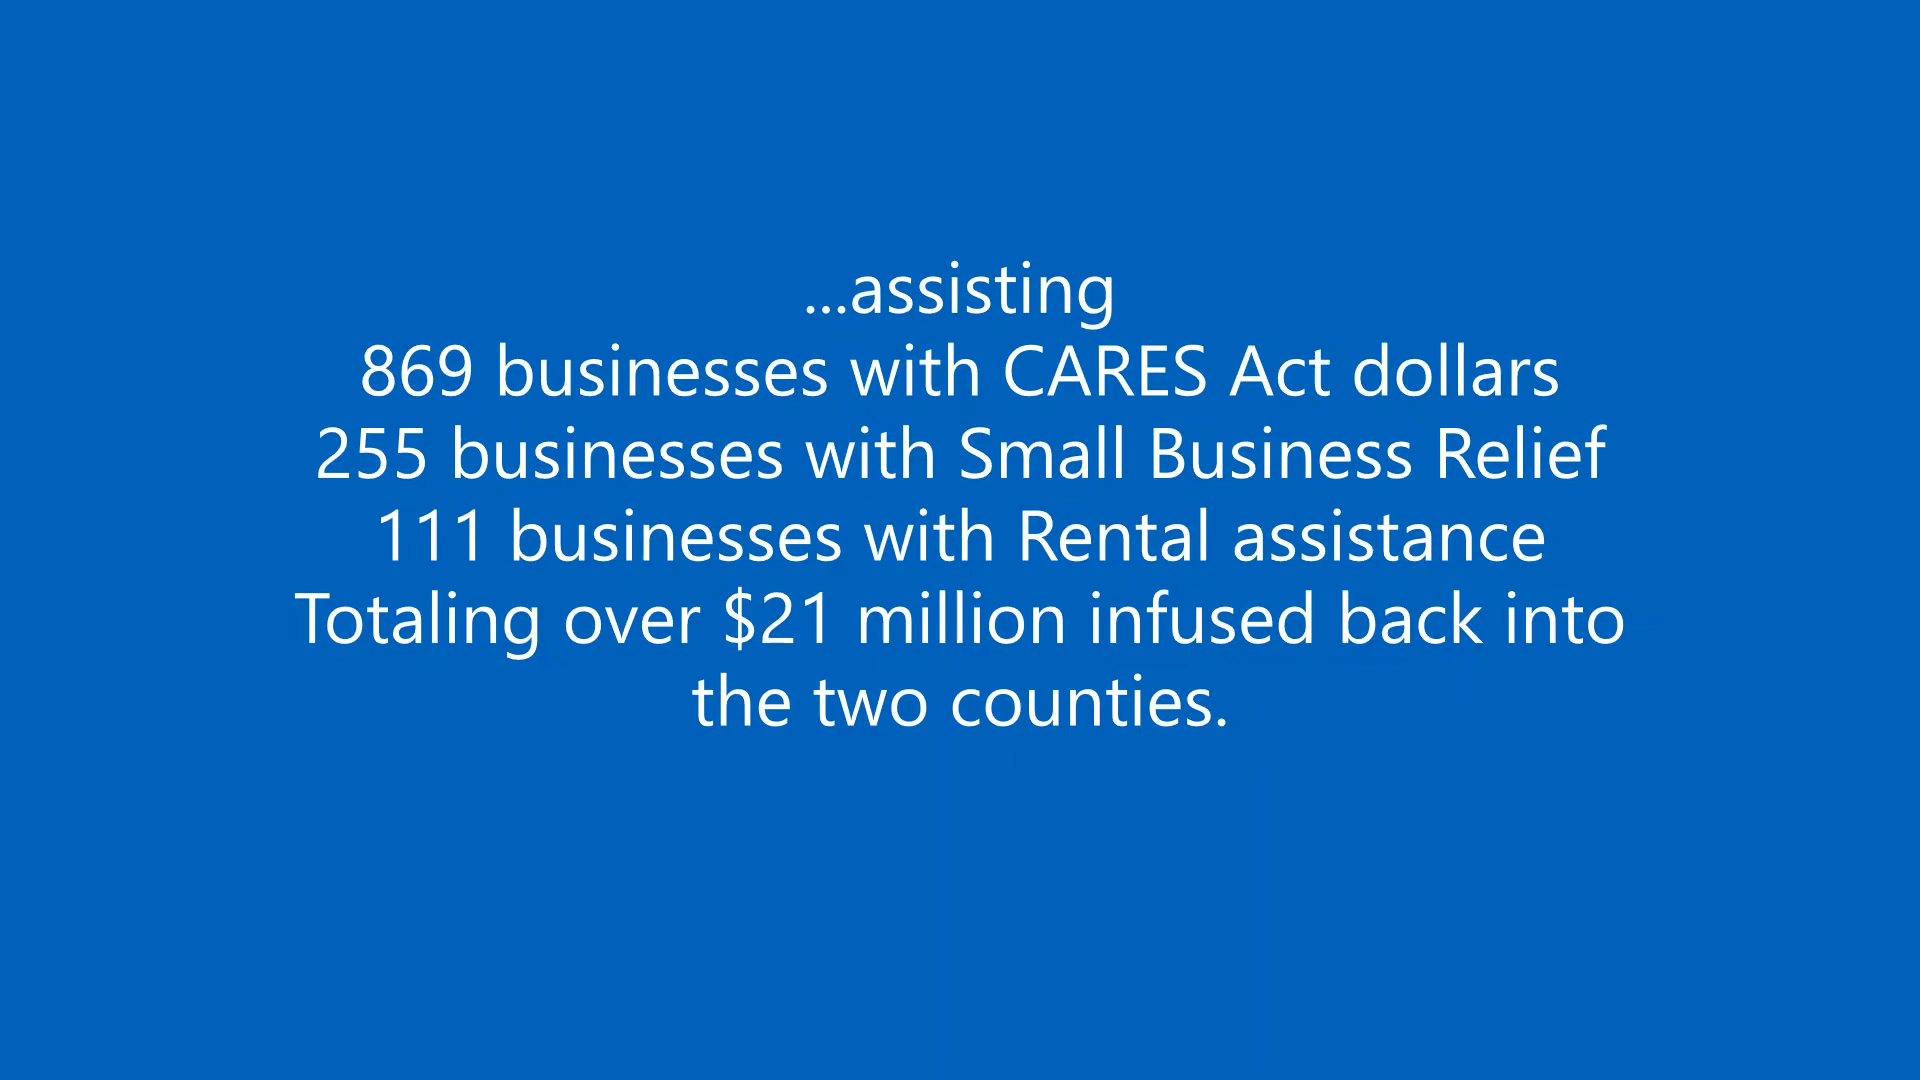 ...assisting
869 businesses with CARES Act dollars
255 businesses with Small Business Relief
111 businesses with Rental assistance
Totaling over $21 million infused back into
the two counties.